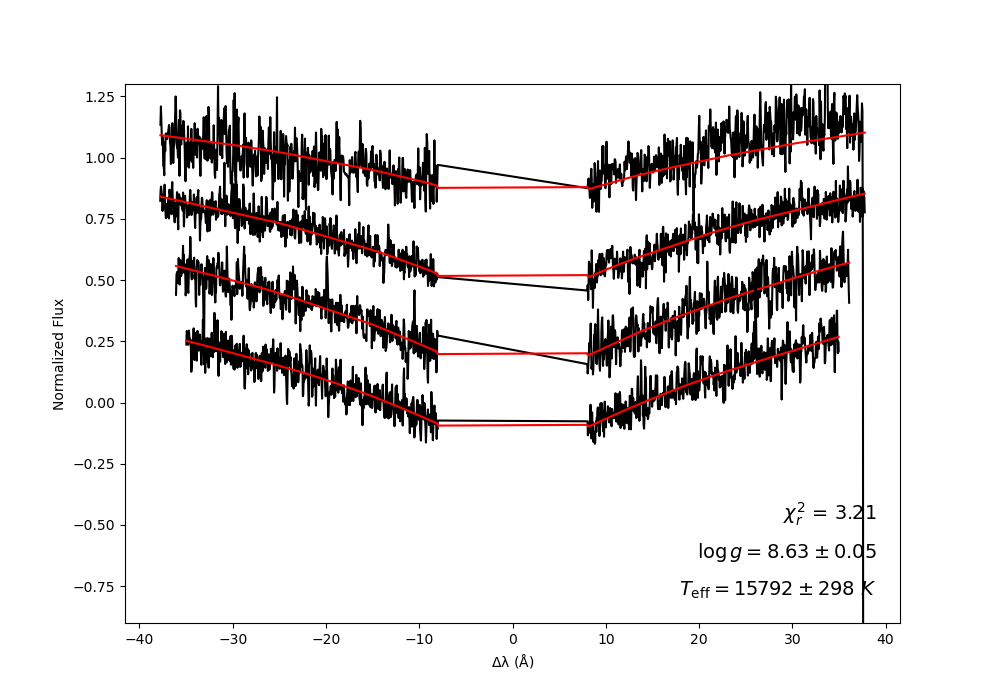 1.25
1.00
0.75
0.50
0.25
0.00
−0.25
−0.50
−0.75
Normalized Flux
χ²ᵣ = 3.21
log g = 8.63 ± 0.05
T_eff = 15792 ± 298 K
−40 −30 −20 −10 0 10 20 30 40
Δλ (Å)